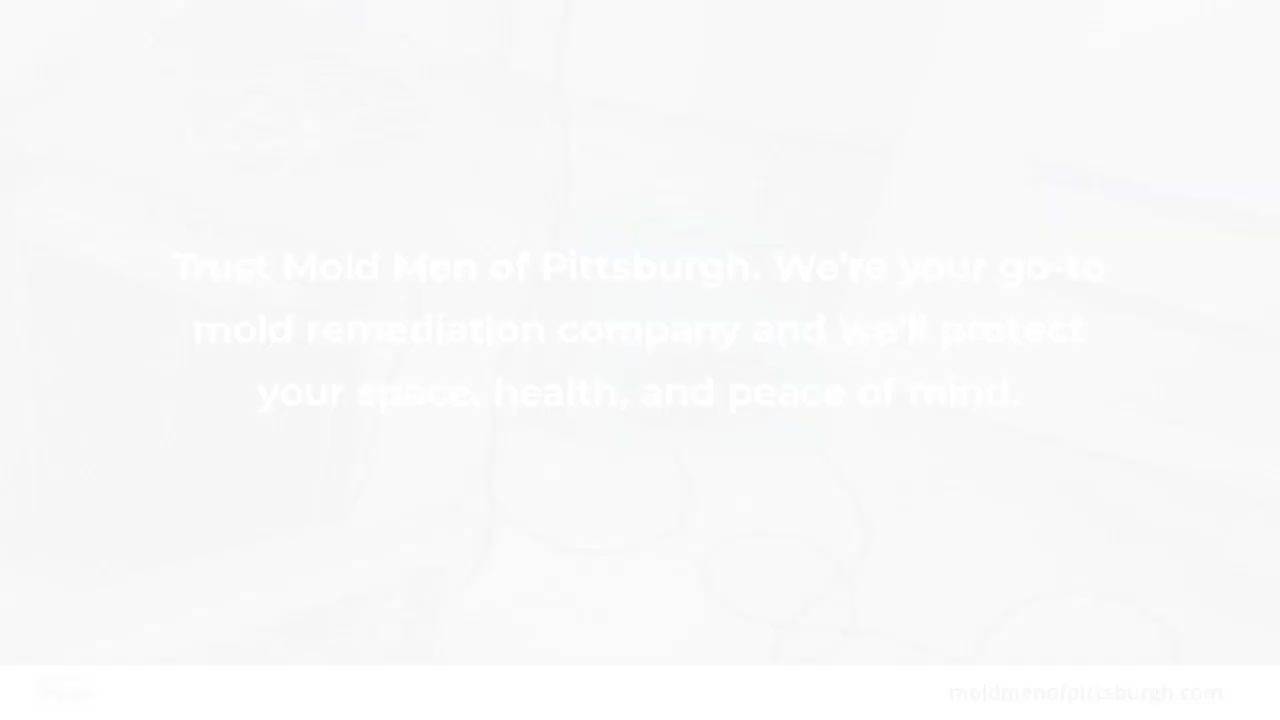 Trust Mold Men of Pittsburgh. We're your go-to
mold remediation company and we'll protect
your space, health, and peace of mind.
moldmenofpittsburgh.com